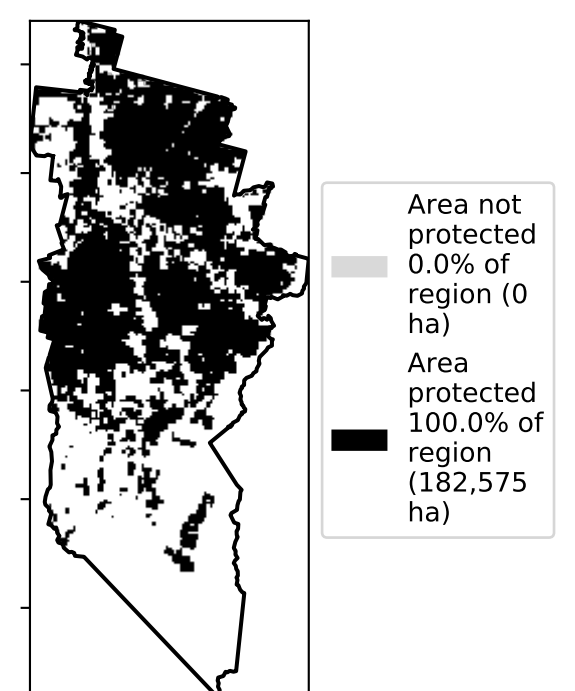 Area not
protected
0.0% of
region (0
ha)
Area
protected
100.0% of
region
(182,575
ha)